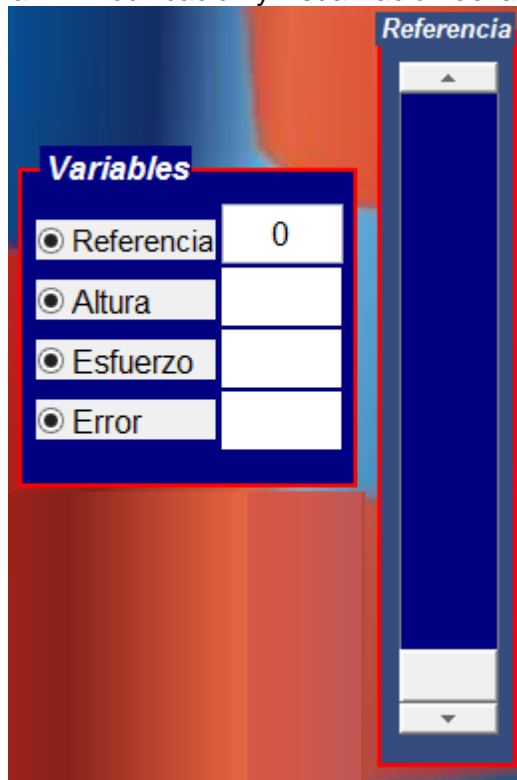 Referencia
Variables
Referencia 0
Altura
Esfuerzo
Error